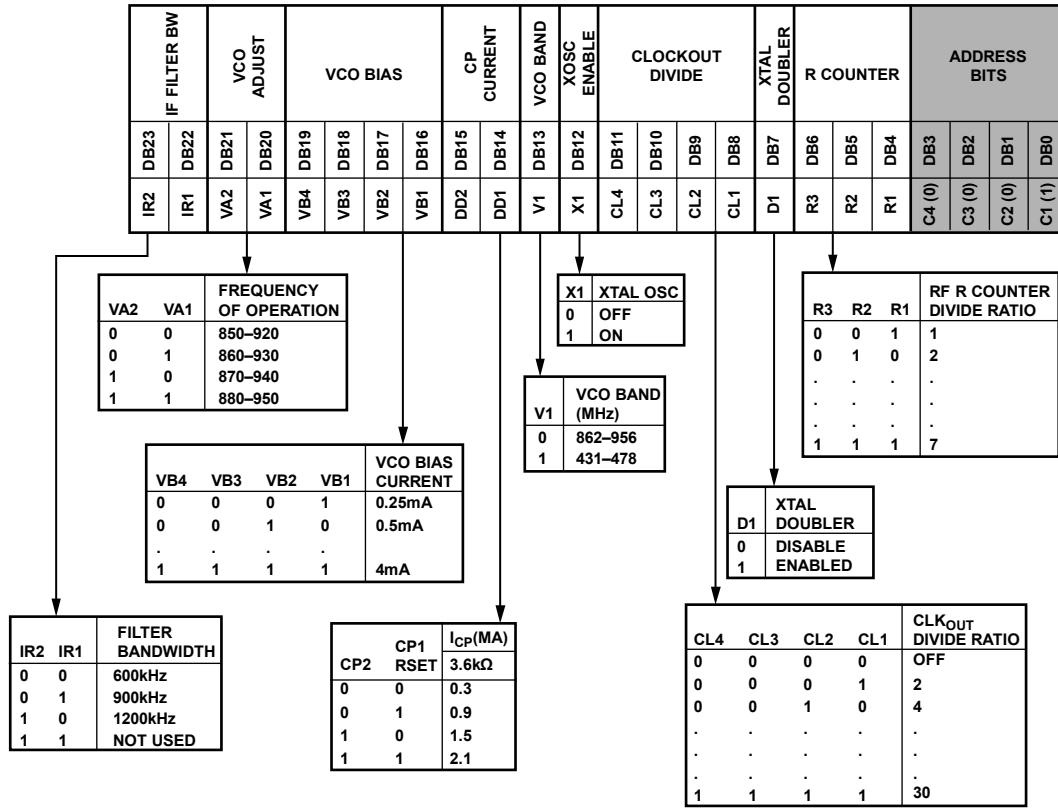 IF FILTER BW VCO ADJUST VCO BIAS CP CURRENT VCO BAND XOSC ENABLE CLOCKOUT DIVIDE XTAL DOUBLER R COUNTER ADDRESS BITS
DB23 DB22 DB21 DB20 DB19 DB18 DB17 DB16 DB15 DB14 DB13 DB12 DB11 DB10 DB9 DB8 DB7 DB6 DB5 DB4 DB3 DB2 DB1 DB0
IR2 IR1 VA2 VA1 VB4 VB3 VB2 VB1 DD2 DD1 V1 X1 CL4 CL3 CL2 CL1 D1 R3 R2 R1 C4 (0) C3 (0) C2 (0) C1 (1)
VA2 VA1 FREQUENCY
OF OPERATION
0 0 850–920
0 1 860–930
1 0 870–940
1 1 880–950
X1 XTAL OSC
0 OFF
1 ON
R3 R2 R1 RF R COUNTER
DIVIDE RATIO
0 0 1 1
0 1 0 2
. . . .
. . . .
. . . .
1 1 1 7
V1 VCO BAND
(MHz)
0 862–956
1 431–478
VB4 VB3 VB2 VB1 VCO BIAS
CURRENT
0 0 0 1 0.25mA
0 0 1 0 0.5mA
. . . .
1 1 1 1 4mA
D1 XTAL
DOUBLER
0 DISABLE
1 ENABLED
IR2 IR1 FILTER
BANDWIDTH
0 0 600kHz
0 1 900kHz
1 0 1200kHz
1 1 NOT USED
CP2 CP1
RSET ICP(MA)
3.6kΩ
0 0 0.3
0 1 0.9
1 0 1.5
1 1 2.1
CL4 CL3 CL2 CL1 CLKOUT
DIVIDE RATIO
0 0 0 0 OFF
0 0 0 1 2
0 0 1 0 4
. . . . .
. . . . .
. . . . .
1 1 1 1 30